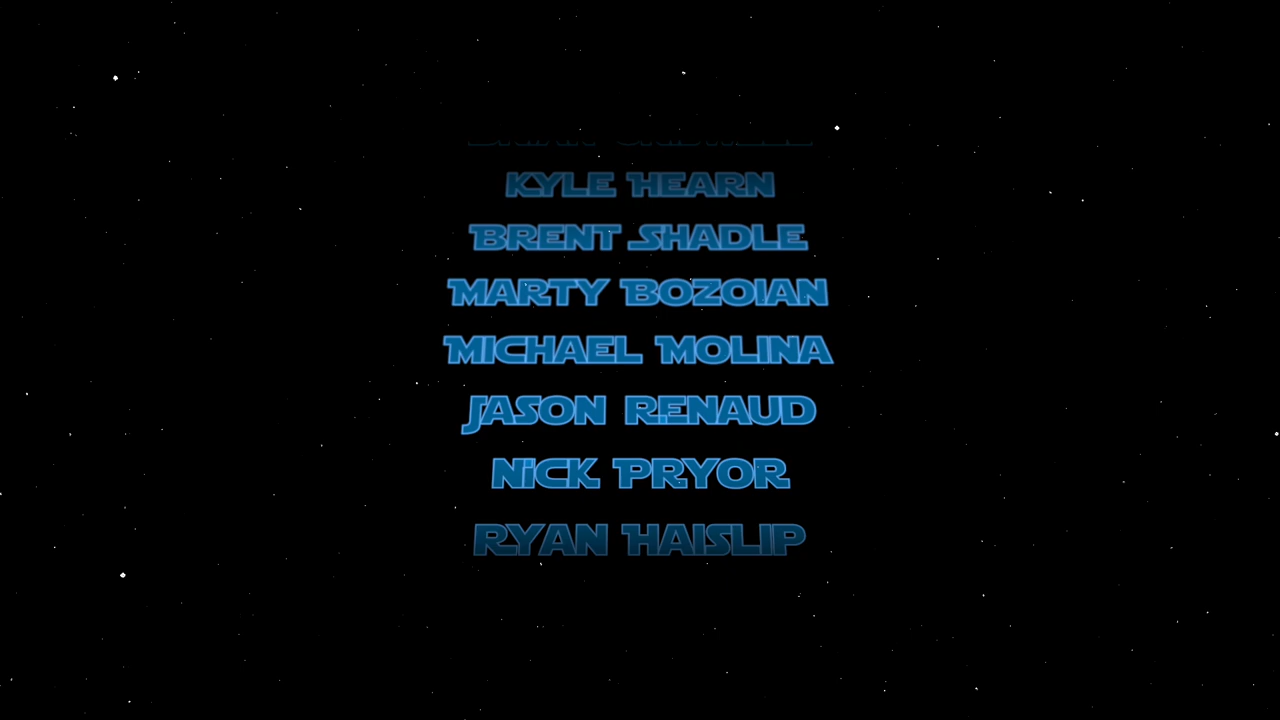 Kyle Hearn
Brent Shadle
Marty Bozoian
Michael Molina
Jason Renaud
Nick Pryor
Ryan Haislip